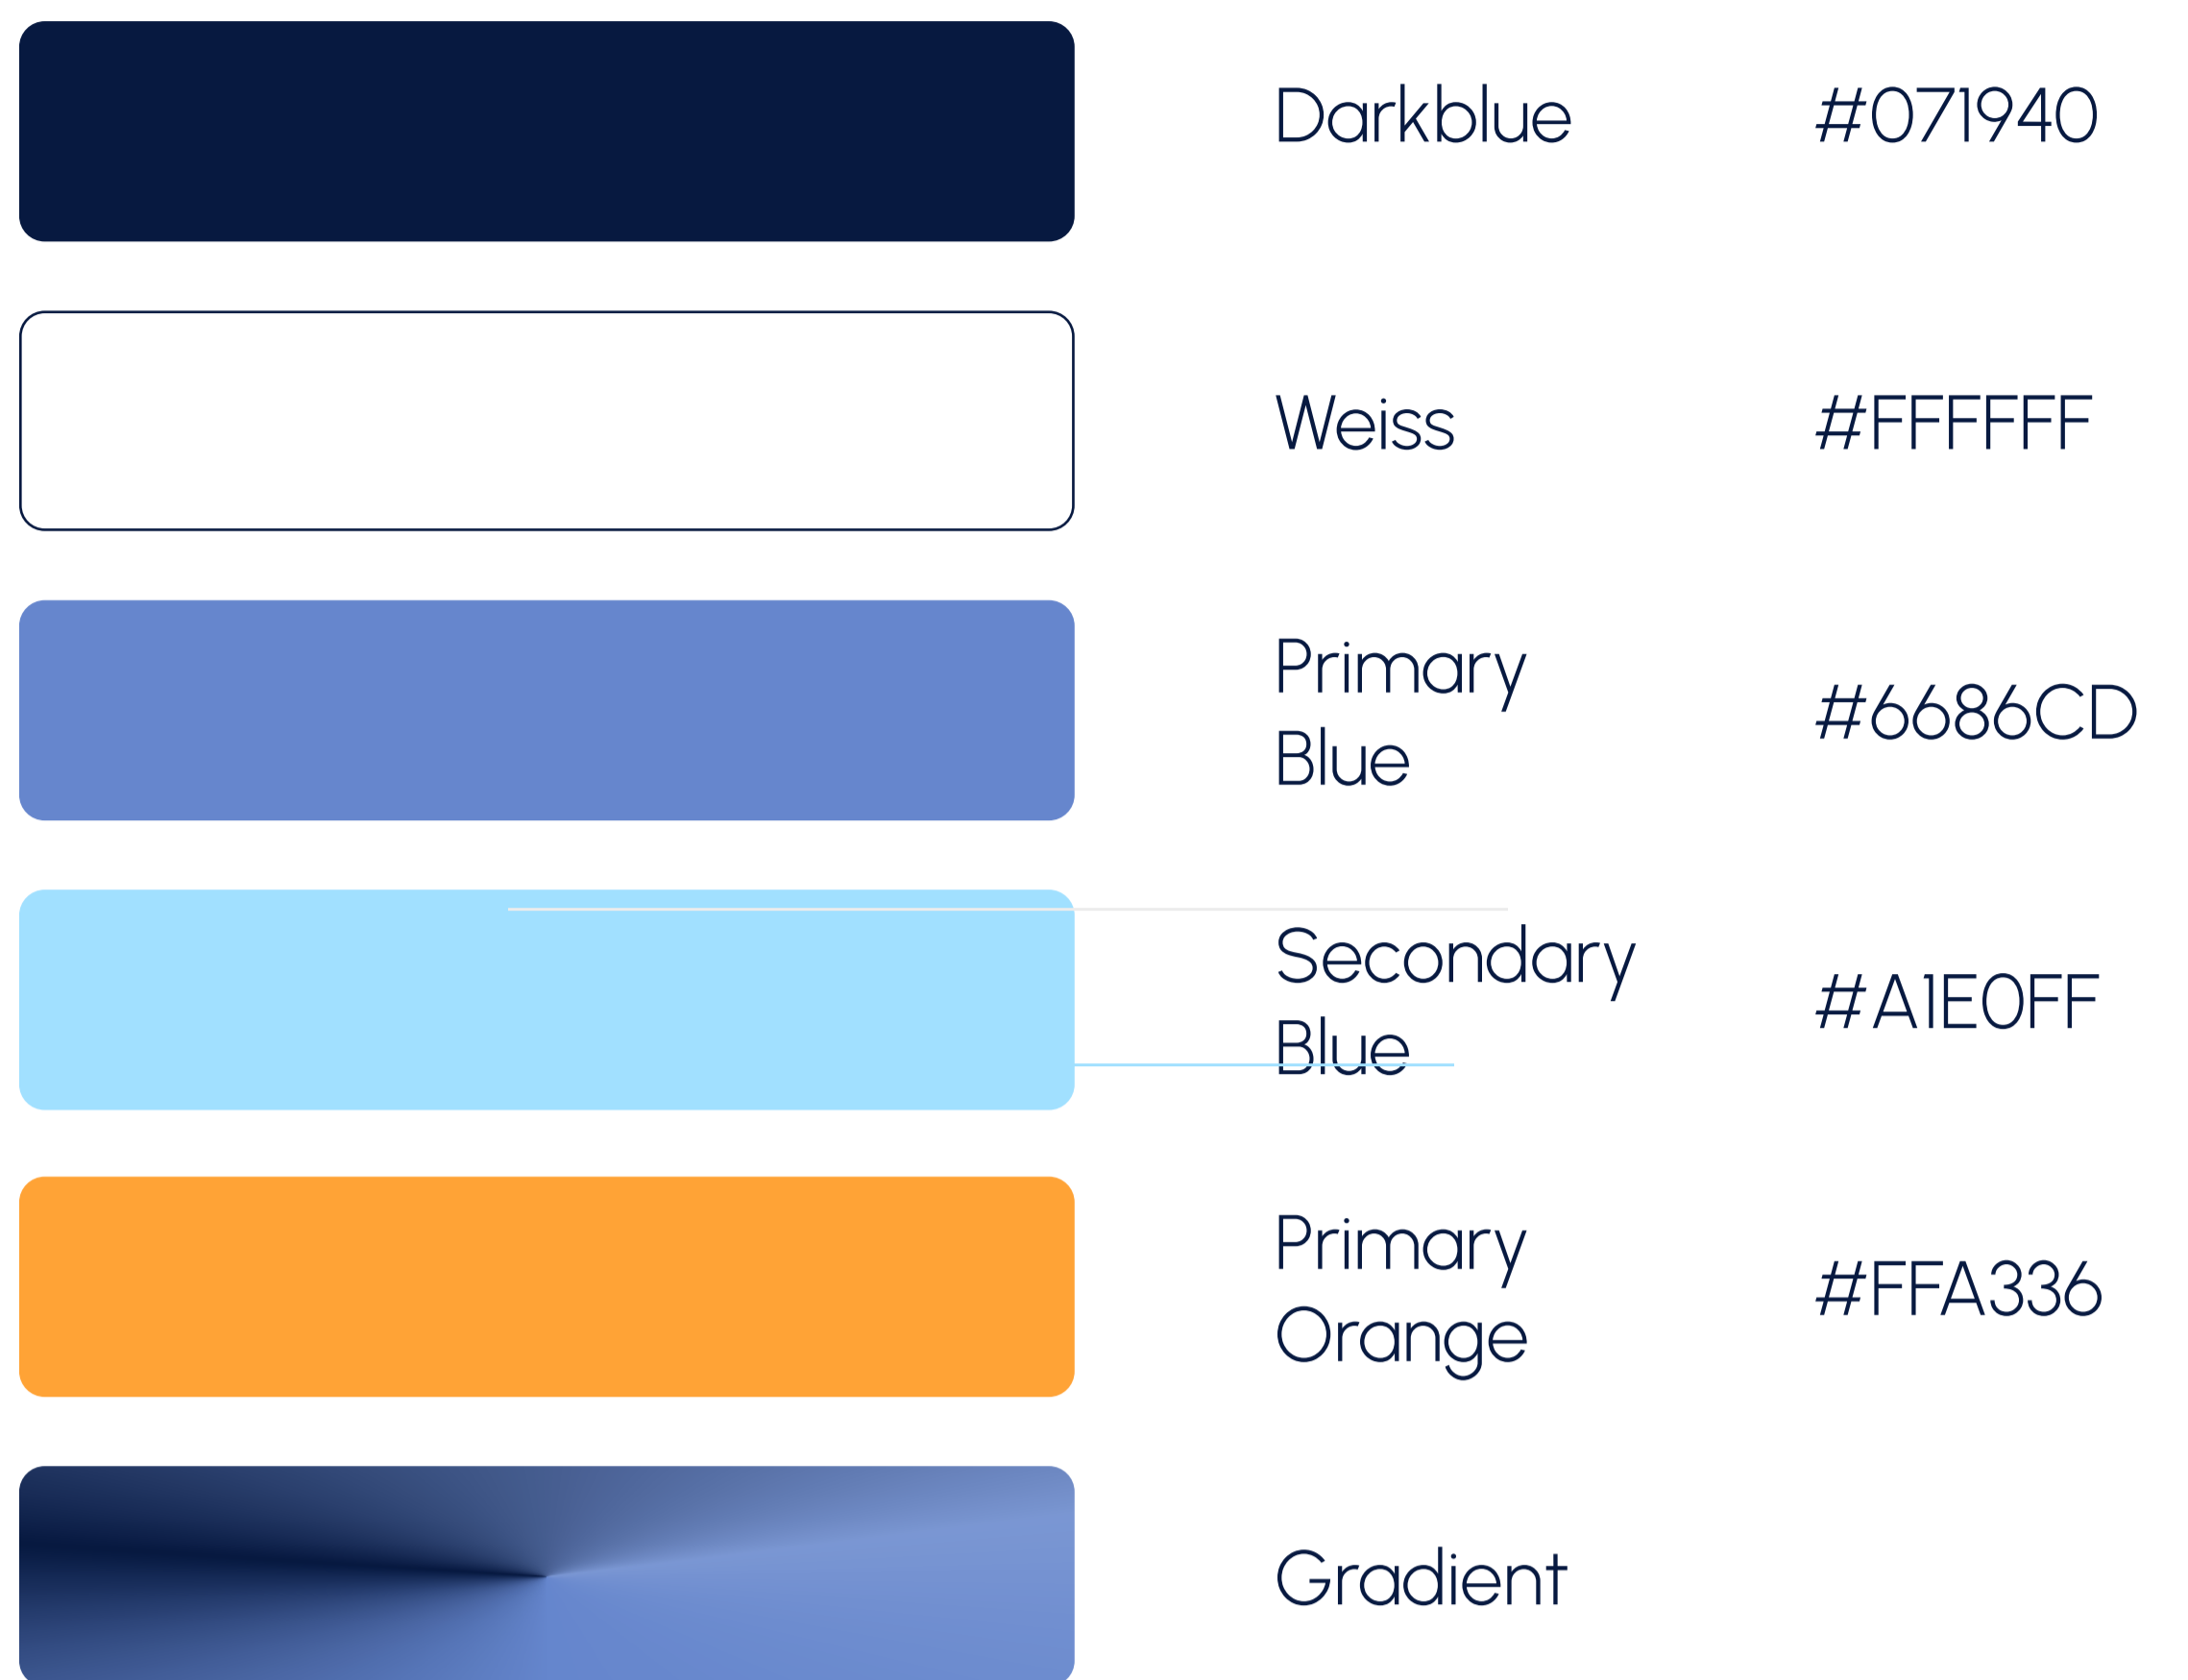 Darkblue #071940
Weiss #FFFFFF
Primary
Blue
#6686CD
Secondary
Blue
#A1E0FF
Primary
Orange
#FFA336
Gradient